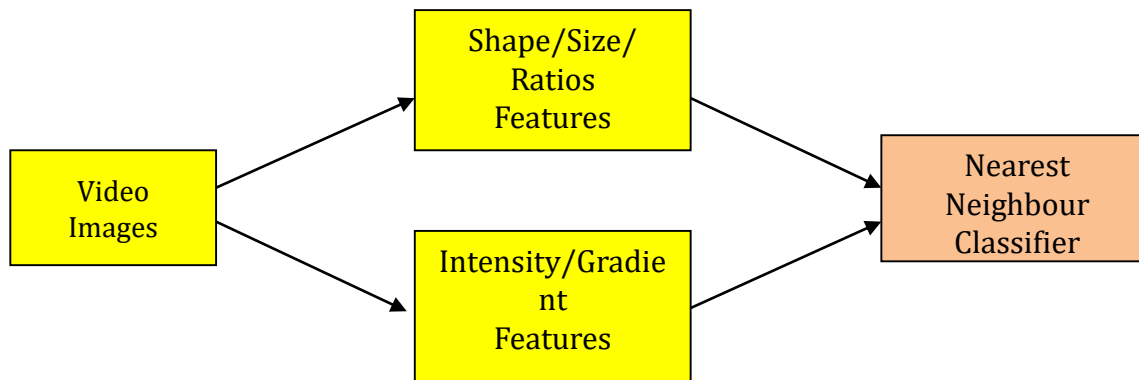 Video
Images
Shape/Size/
Ratios
Features
Intensity/Gradie
nt
Features
Nearest
Neighbour
Classifier